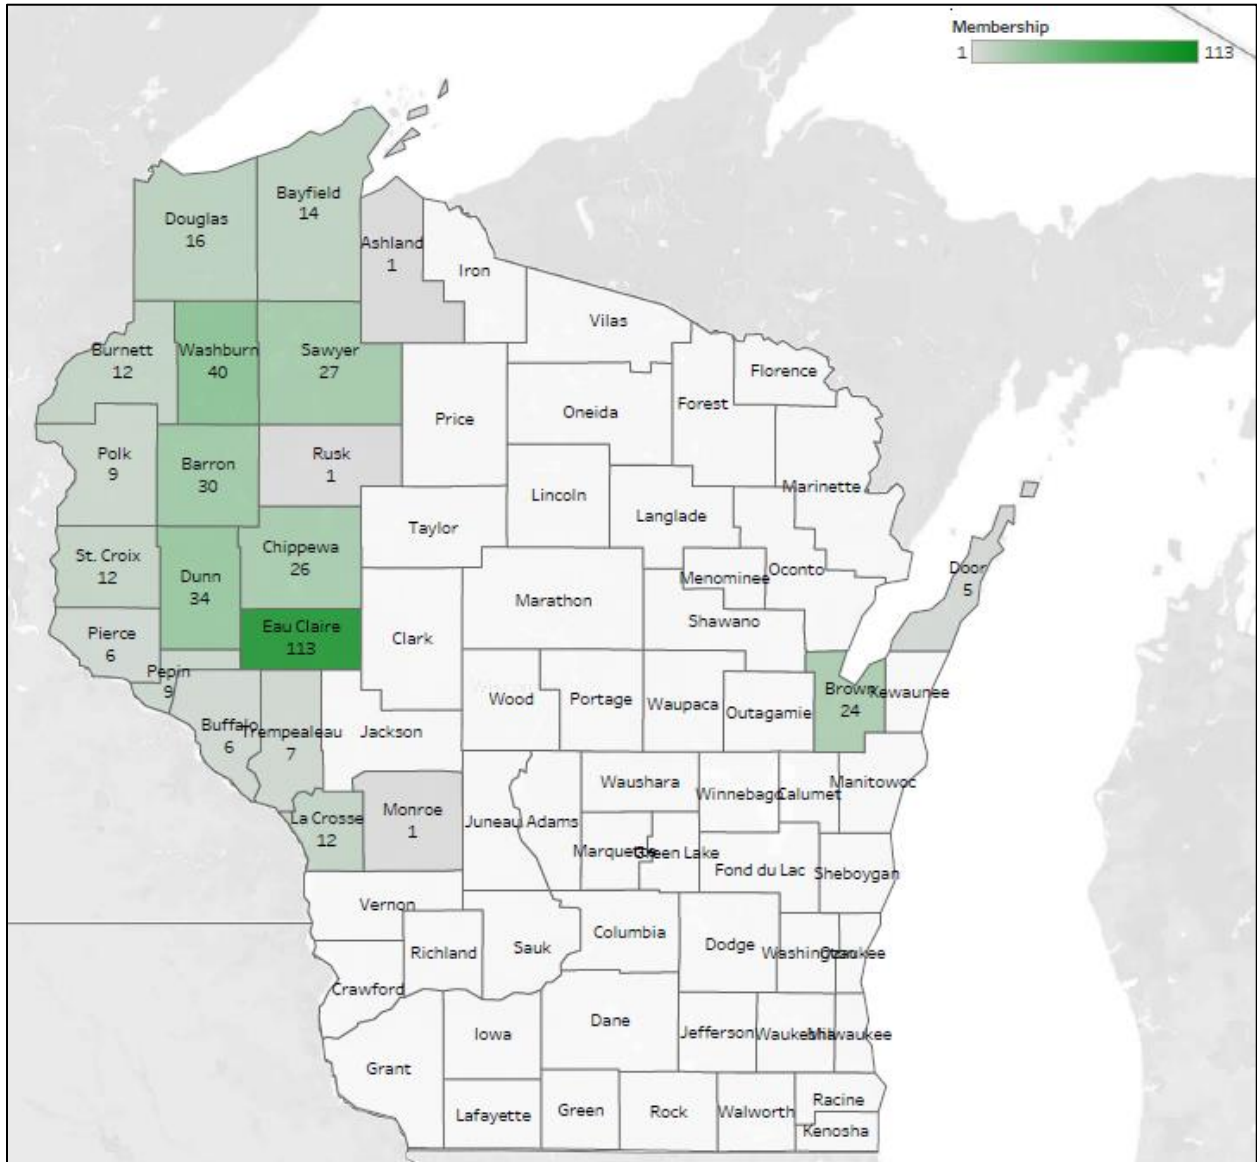 Membership
1 113
Bayfield
14
Douglas
16
Ashland
1
Iron
Vilas
Burnett
12
Washburn
40
Sawyer
27
Florence
Price
Oneida
Forest
Polk
9
Barron
30
Rusk
1
Lincoln
Marinette
Langlade
Taylor
St. Croix
12
Dunn
34
Chippewa
26
Menominee
Oconto
Door
5
Marathon
Shawano
Pierce
6
Eau Claire
113
Clark
Pepin
9
Wood
Portage
Waupaca
Outagamie
Brown
24
Kewaunee
Buffalo
6
Trempealeau
7
Jackson
Waushara
Winnebago
Calumet
Manitowoc
La Crosse
12
Monroe
1
Juneau
Adams
Marquette
Green Lake
Fond du Lac
Sheboygan
Vernon
Richland
Sauk
Columbia
Dodge
Washington
Ozaukee
Crawford
Iowa
Dane
Jefferson
Waukesha
Milwaukee
Grant
Lafayette
Green
Rock
Walworth
Racine
Kenosha